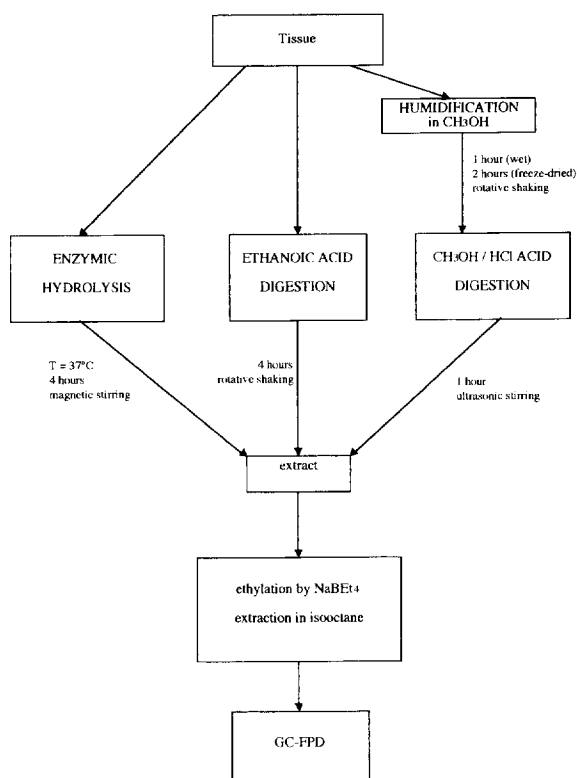 Tissue
HUMIDIFICATION
in CH3OH
1 hour (wet)
2 hours (freeze-dried)
rotative shaking
ENZYMIC
HYDROLYSIS
ETHANOIC ACID
DIGESTION
CH3OH / HCl ACID
DIGESTION
T = 37°C
4 hours
magnetic stirring
4 hours
rotative shaking
1 hour
ultrasonic stirring
extract
ethylation by NaBEt4
extraction in isooctane
GC-FPD